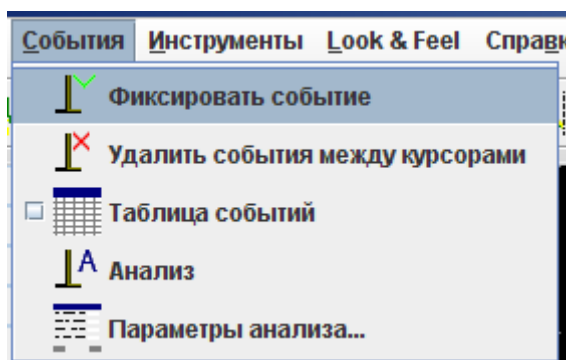 События Инструменты Look & Feel
Фиксировать событие
Удалить события между курсорами
Таблица событий
Анализ
Параметры анализа...